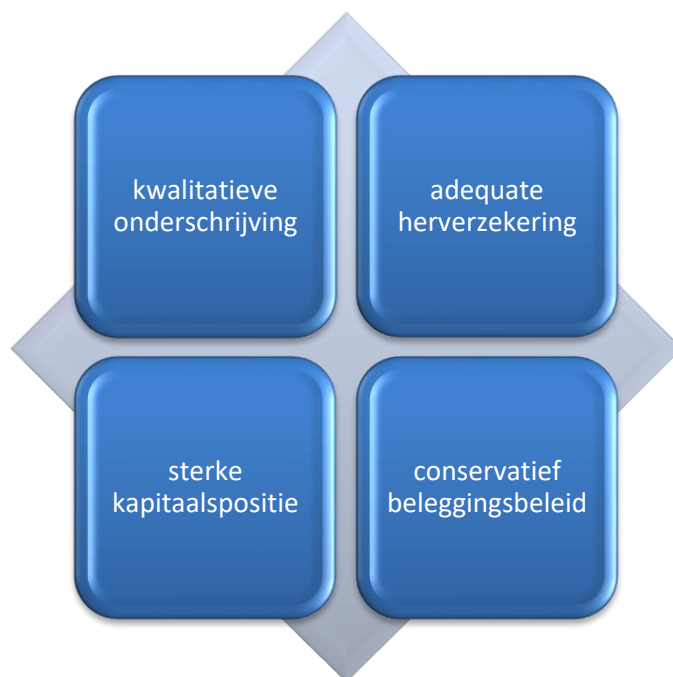 kwalitatieve
onderschrijving
adequate
herverzekering
sterke
kapitaalspositie
conservatief
beleggingsbeleid